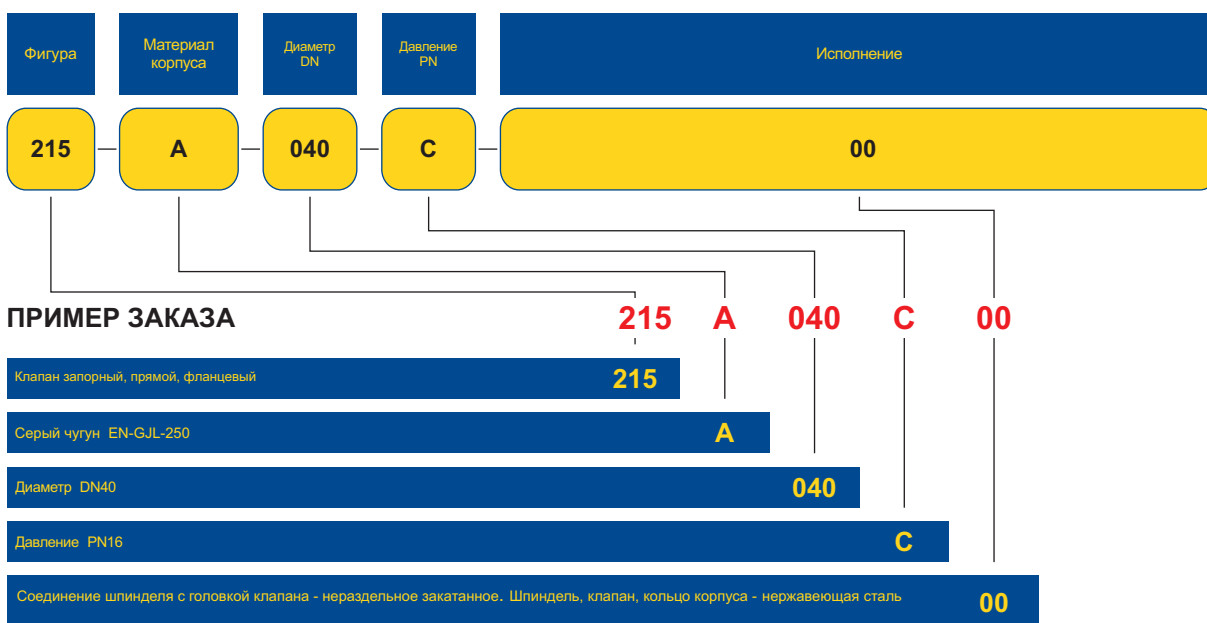 Фигура
Материал
корпуса
Диаметр
DN
Давление
PN
Исполнение
215
A
040
C
00
ПРИМЕР ЗАКАЗА 215 A 040 C 00
Клапан запорный, прямой, фланцевый 215
Серый чугун EN-GJL-250 A
Диаметр DN40 040
Давление PN16 C
Соединение шпинделя с головкой клапана - нераздельное закатанное. Шпиндель, клапан, кольцо корпуса - нержавеющая сталь 00